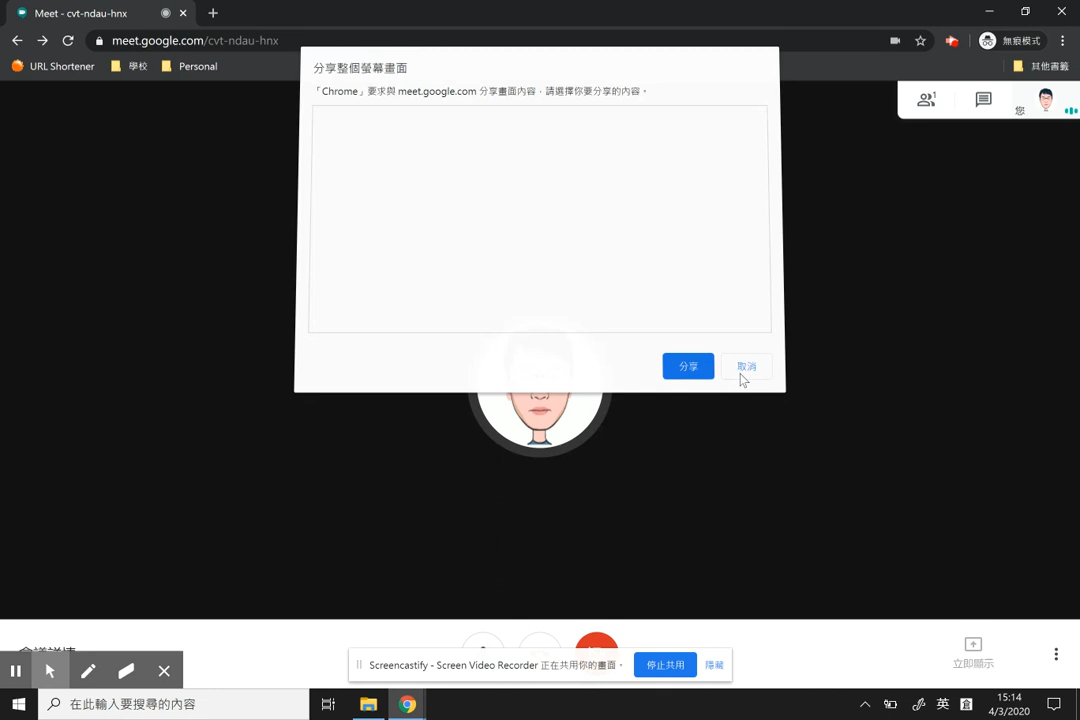 Meet - cvt-ndau-hnx
meet.google.com/cvt-ndau-hnx
無痕模式
URL Shortener
學校
Personal
其他書籤
分享整個螢幕畫面
「Chrome」要求與 meet.google.com 分享畫面內容，請選擇你要分享的內容。
1
您
分享
取消
立即顯示
Screencastify - Screen Video Recorder 正在共用你的畫面。
停止共用
隱藏
在此輸入要搜尋的內容
英
倉
15:14
4/3/2020